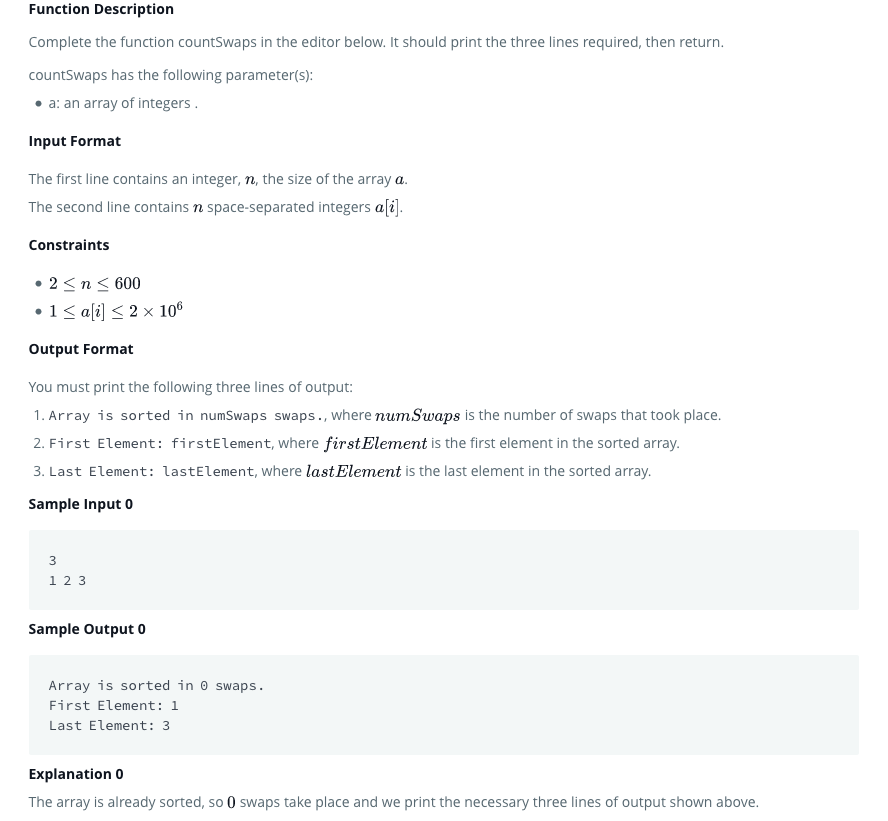 Function Description
Complete the function countSwaps in the editor below. It should print the three lines required, then return.
countSwaps has the following parameter(s):
• a: an array of integers .
Input Format
The first line contains an integer, n, the size of the array a.
The second line contains n space-separated integers a[i].
Constraints
• 2 ≤ n ≤ 600
• 1 ≤ a[i] ≤ 2 × 10⁶
Output Format
You must print the following three lines of output:
1. Array is sorted in numSwaps swaps., where numSwaps is the number of swaps that took place.
2. First Element: firstElement, where firstElement is the first element in the sorted array.
3. Last Element: lastElement, where lastElement is the last element in the sorted array.
Sample Input 0
3
1 2 3
Sample Output 0
Array is sorted in 0 swaps.
First Element: 1
Last Element: 3
Explanation 0
The array is already sorted, so 0 swaps take place and we print the necessary three lines of output shown above.